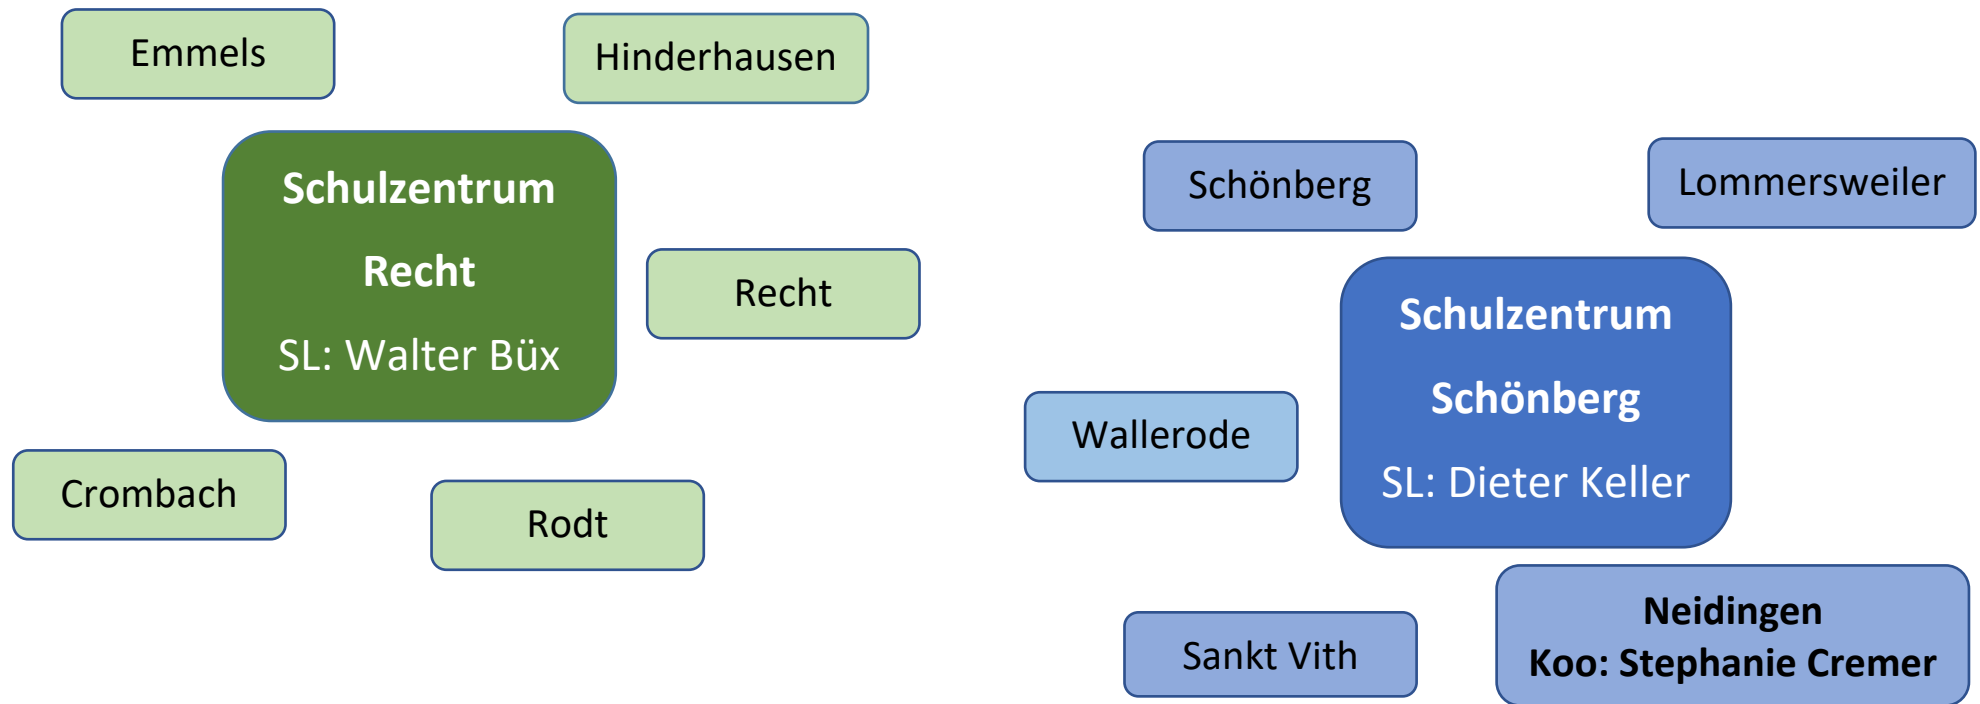 Emmels
Hinderhausen
Schulzentrum
Recht
SL: Walter Büx
Recht
Crombach
Rodt
Schönberg
Lommersweiler
Schulzentrum
Schönberg
SL: Dieter Keller
Wallerode
Sankt Vith
Neidingen
Koo: Stephanie Cremer